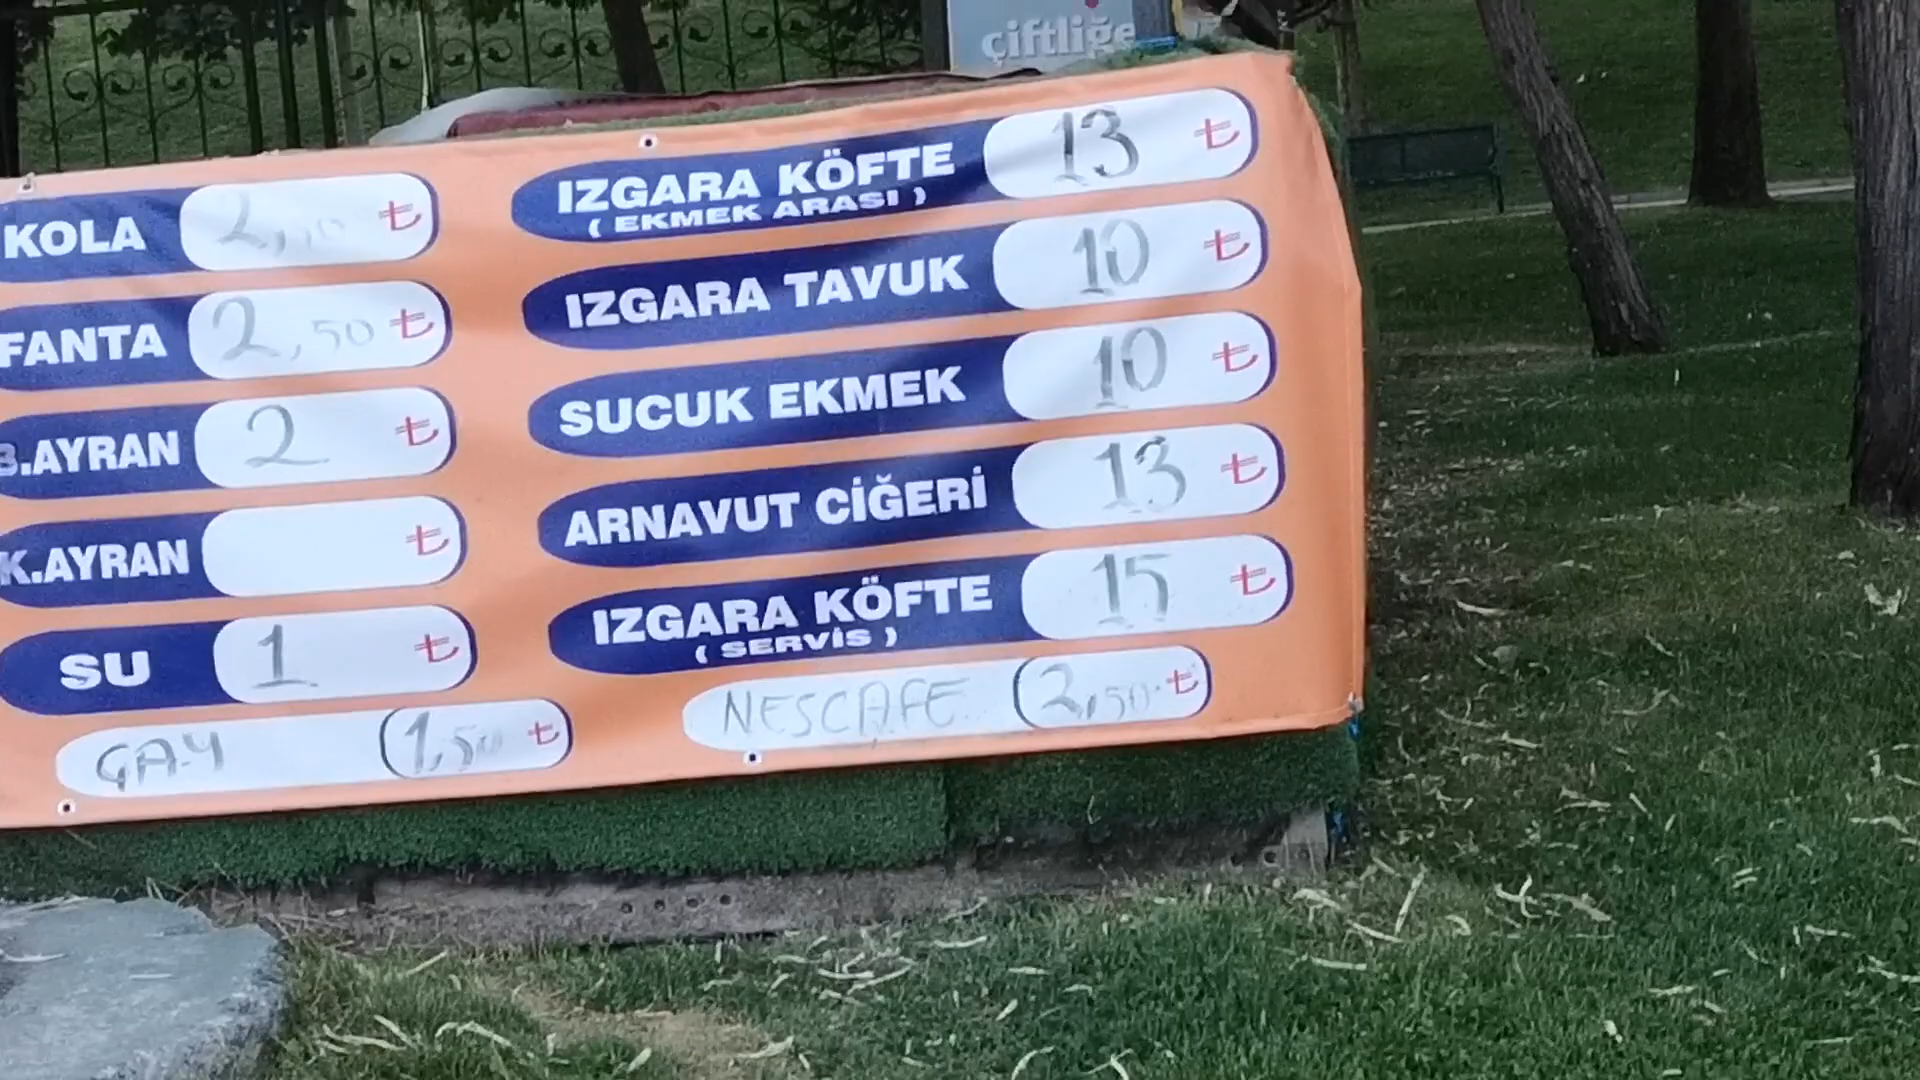 çiftliğe
KOLA 2, ₺
FANTA 2,50 ₺
B.AYRAN 2 ₺
K.AYRAN ₺
SU 1 ₺
ÇAY 1,50 ₺
IZGARA KÖFTE 13 ₺
( EKMEK ARASI )
IZGARA TAVUK 10 ₺
SUCUK EKMEK 10 ₺
ARNAVUT CİĞERİ 13 ₺
IZGARA KÖFTE 15 ₺
( SERVİS )
NESCAFE 2,50 ₺